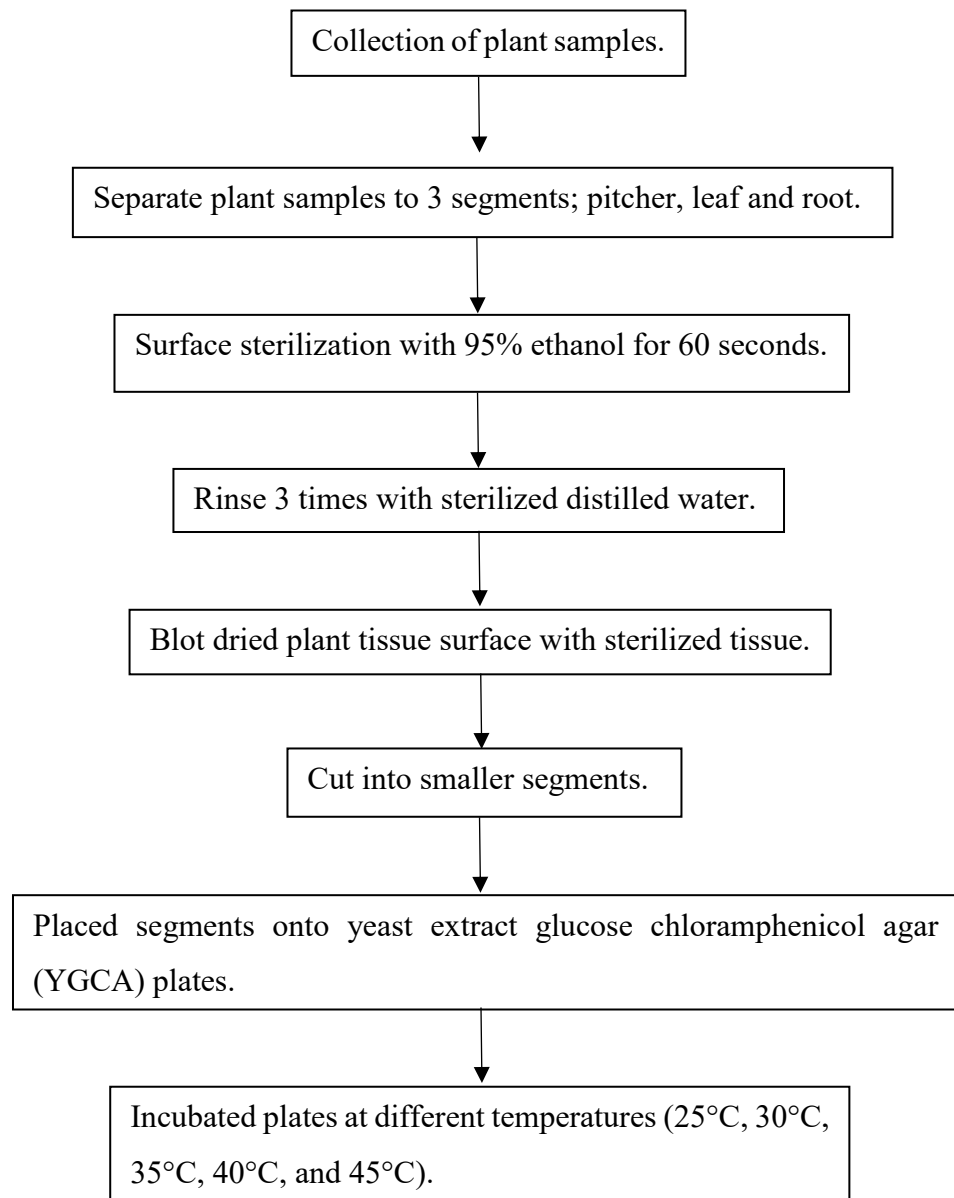 Collection of plant samples.
Separate plant samples to 3 segments; pitcher, leaf and root.
Surface sterilization with 95% ethanol for 60 seconds.
Rinse 3 times with sterilized distilled water.
Blot dried plant tissue surface with sterilized tissue.
Cut into smaller segments.
Placed segments onto yeast extract glucose chloramphenicol agar
(YGCA) plates.
Incubated plates at different temperatures (25°C, 30°C,
35°C, 40°C, and 45°C).